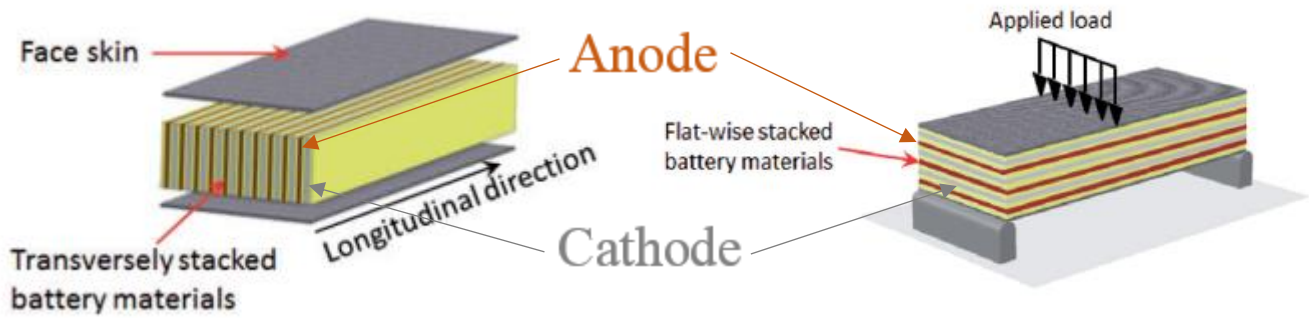 Face skin
Anode
Applied load
Flat-wise stacked
battery materials
Longitudinal direction
Cathode
Transversely stacked
battery materials